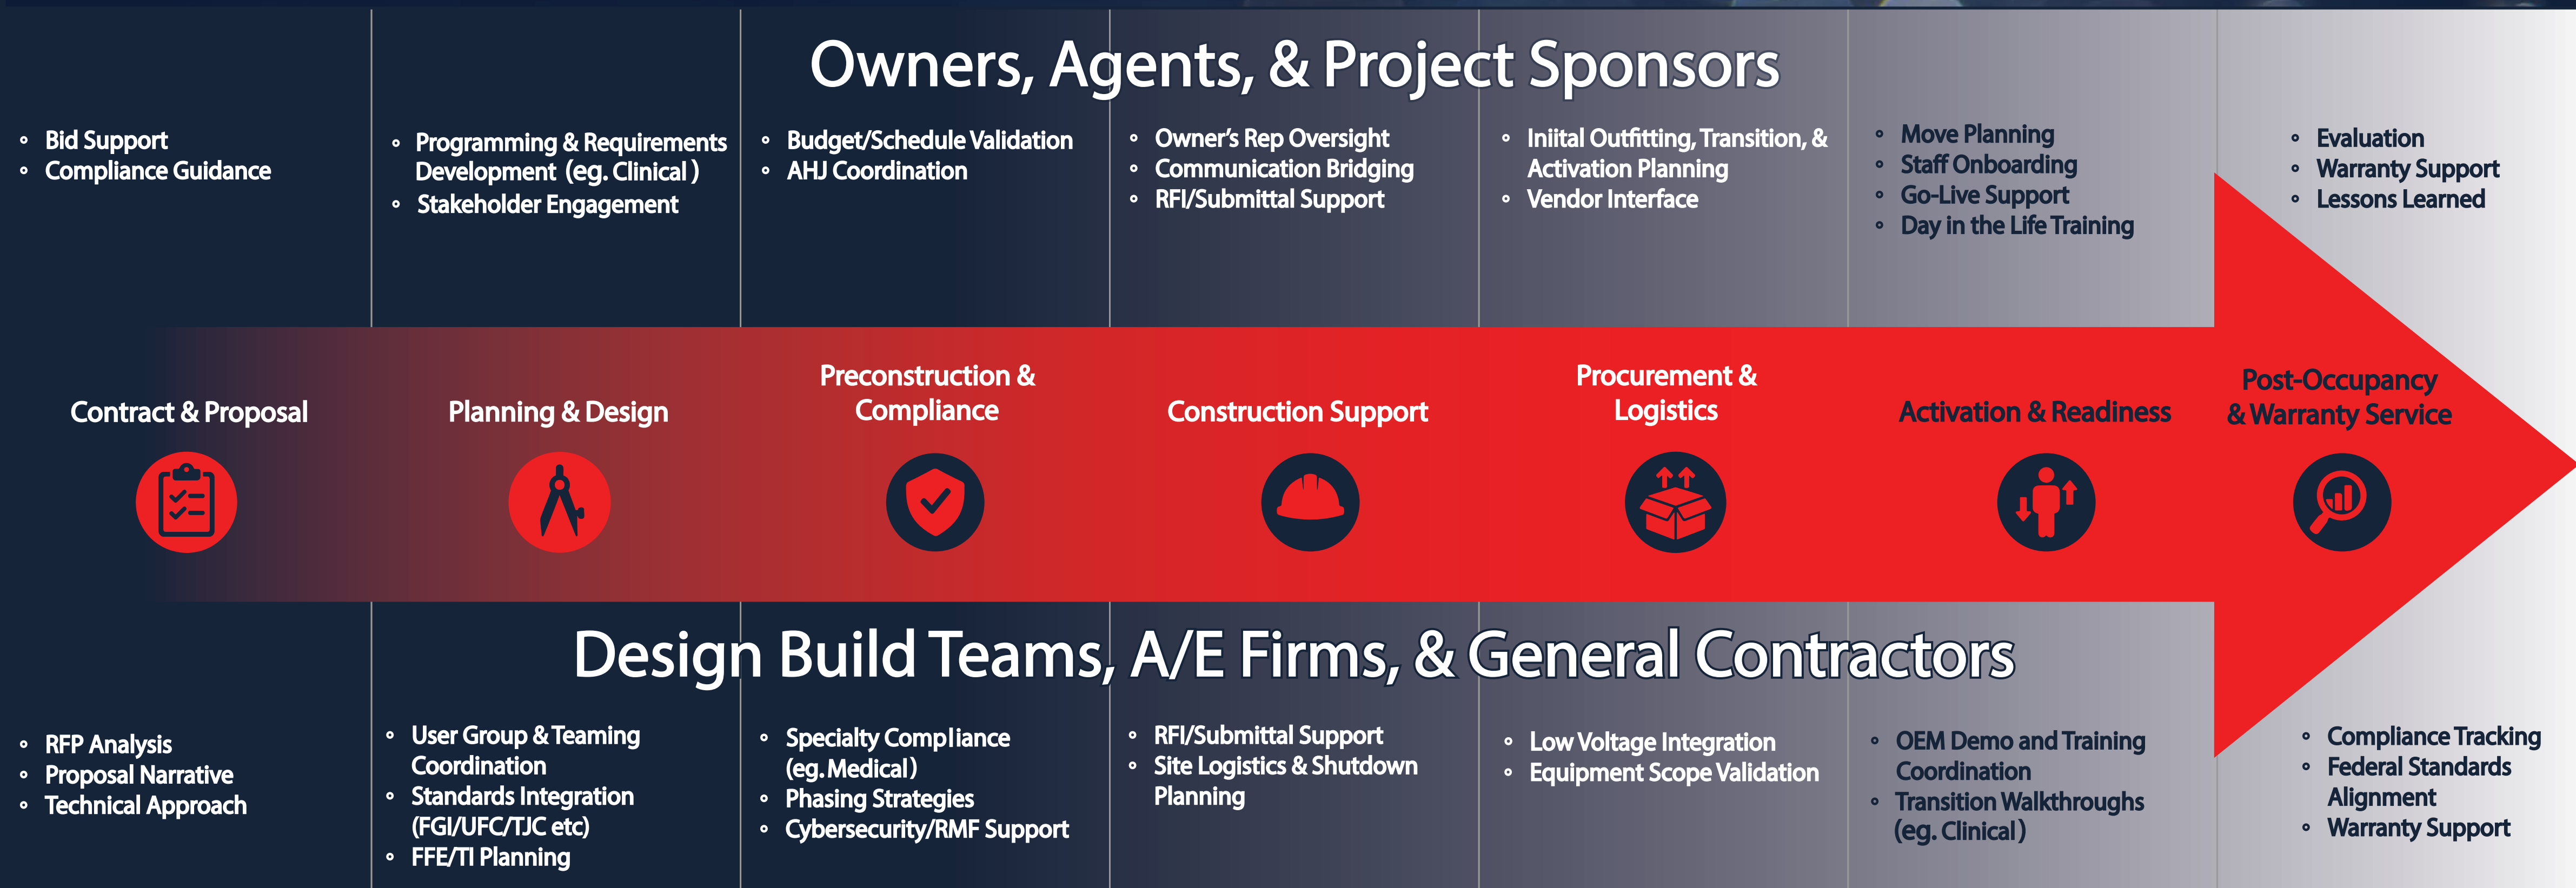 Owners, Agents, & Project Sponsors
Bid Support
Compliance Guidance
Programming & Requirements
Development (eg. Clinical)
Stakeholder Engagement
Budget/Schedule Validation
AHJ Coordination
Owner's Rep Oversight
Communication Bridging
RFI/Submittal Support
Iniital Outfitting, Transition, &
Activation Planning
Vendor Interface
Move Planning
Staff Onboarding
Go-Live Support
Day in the Life Training
Evaluation
Warranty Support
Lessons Learned
Contract & Proposal
Planning & Design
Preconstruction &
Compliance
Construction Support
Procurement &
Logistics
Activation & Readiness
Post-Occupancy
& Warranty Service
Design Build Teams, A/E Firms, & General Contractors
RFP Analysis
Proposal Narrative
Technical Approach
User Group & Teaming
Coordination
Standards Integration
(FGI/UFC/TJC etc)
FFE/TI Planning
Specialty Compliance
(eg. Medical)
Phasing Strategies
Cybersecurity/RMF Support
RFI/Submittal Support
Site Logistics & Shutdown
Planning
Low Voltage Integration
Equipment Scope Validation
OEM Demo and Training
Coordination
Transition Walkthroughs
(eg. Clinical)
Compliance Tracking
Federal Standards
Alignment
Warranty Support